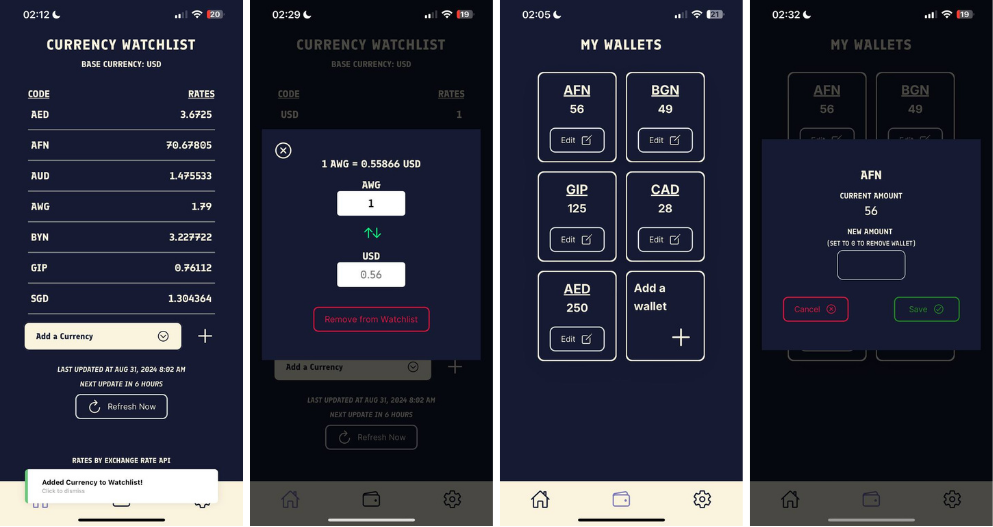 02:12
20
CURRENCY WATCHLIST
BASE CURRENCY: USD
CODE RATES
AED 3.6725
AFN 70.67805
AUD 1.475533
AWG 1.79
BYN 3.227722
GIP 0.76112
SGD 1.304364
Add a Currency
LAST UPDATED AT AUG 31, 2024 8:02 AM
NEXT UPDATE IN 6 HOURS
Refresh Now
RATES BY EXCHANGE RATE API
Added Currency to Watchlist!
Click to dismiss
02:29
19
CURRENCY WATCHLIST
BASE CURRENCY: USD
CODE RATES
USD 1
1 AWG = 0.55866 USD
AWG
1
USD
0.56
Remove from Watchlist
Add a Currency
LAST UPDATED AT AUG 31, 2024 8:02 AM
NEXT UPDATE IN 6 HOURS
Refresh Now
02:05
21
MY WALLETS
AFN
56
Edit
BGN
49
Edit
GIP
125
Edit
CAD
28
Edit
AED
250
Edit
Add a
wallet
02:32
19
MY WALLETS
AFN
56
Edit
BGN
49
Edit
AFN
CURRENT AMOUNT
56
NEW AMOUNT
(SET TO 0 TO REMOVE WALLET)
Cancel
Save